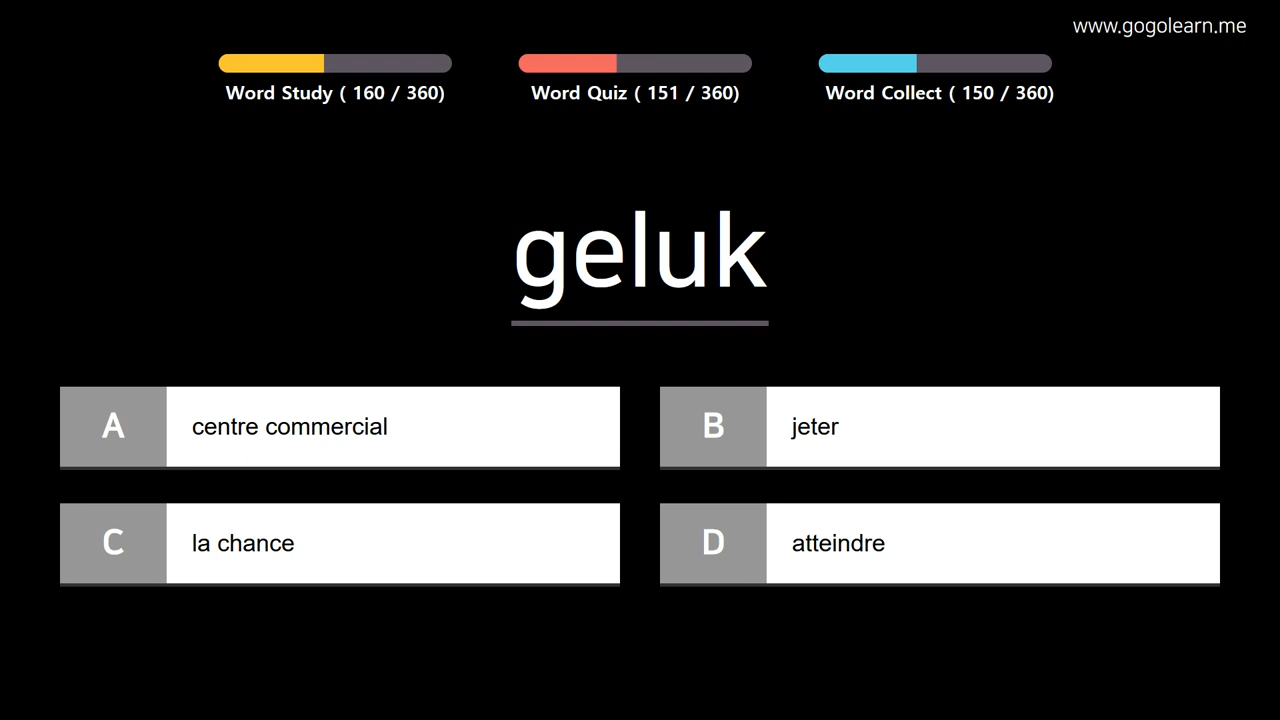 www.gogolearn.me
Word Study ( 160 / 360)
Word Quiz ( 151 / 360)
Word Collect ( 150 / 360)
geluk
A centre commercial
B jeter
C la chance
D atteindre